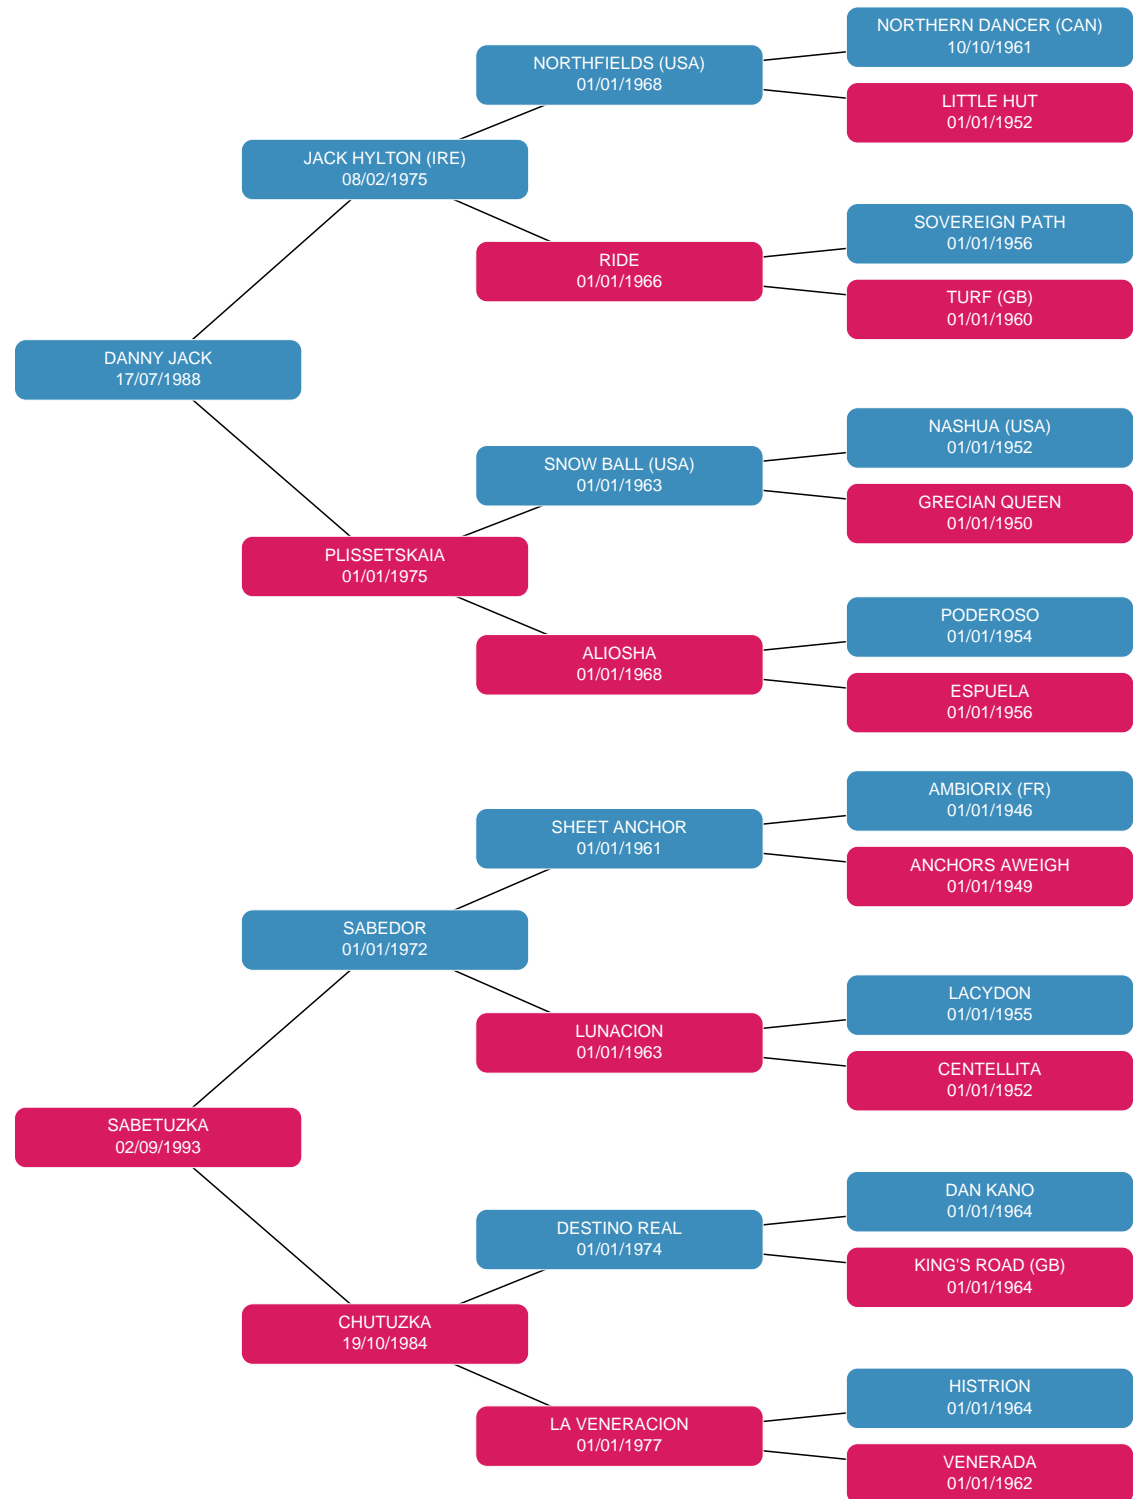 NORTHERN DANCER (CAN)
10/10/1961
NORTHFIELDS (USA)
01/01/1968
LITTLE HUT
01/01/1952
JACK HYLTON (IRE)
08/02/1975
SOVEREIGN PATH
01/01/1956
RIDE
01/01/1966
TURF (GB)
01/01/1960
DANNY JACK
17/07/1988
NASHUA (USA)
01/01/1952
SNOW BALL (USA)
01/01/1963
GRECIAN QUEEN
01/01/1950
PLISSETSKAIA
01/01/1975
PODEROSO
01/01/1954
ALIOSHA
01/01/1968
ESPUELA
01/01/1956
AMBIORIX (FR)
01/01/1946
SHEET ANCHOR
01/01/1961
ANCHORS AWEIGH
01/01/1949
SABEDOR
01/01/1972
LACYDON
01/01/1955
LUNACION
01/01/1963
CENTELLITA
01/01/1952
SABETUZKA
02/09/1993
DAN KANO
01/01/1964
DESTINO REAL
01/01/1974
KING'S ROAD (GB)
01/01/1964
CHUTUZKA
19/10/1984
HISTRION
01/01/1964
LA VENERACION
01/01/1977
VENERADA
01/01/1962